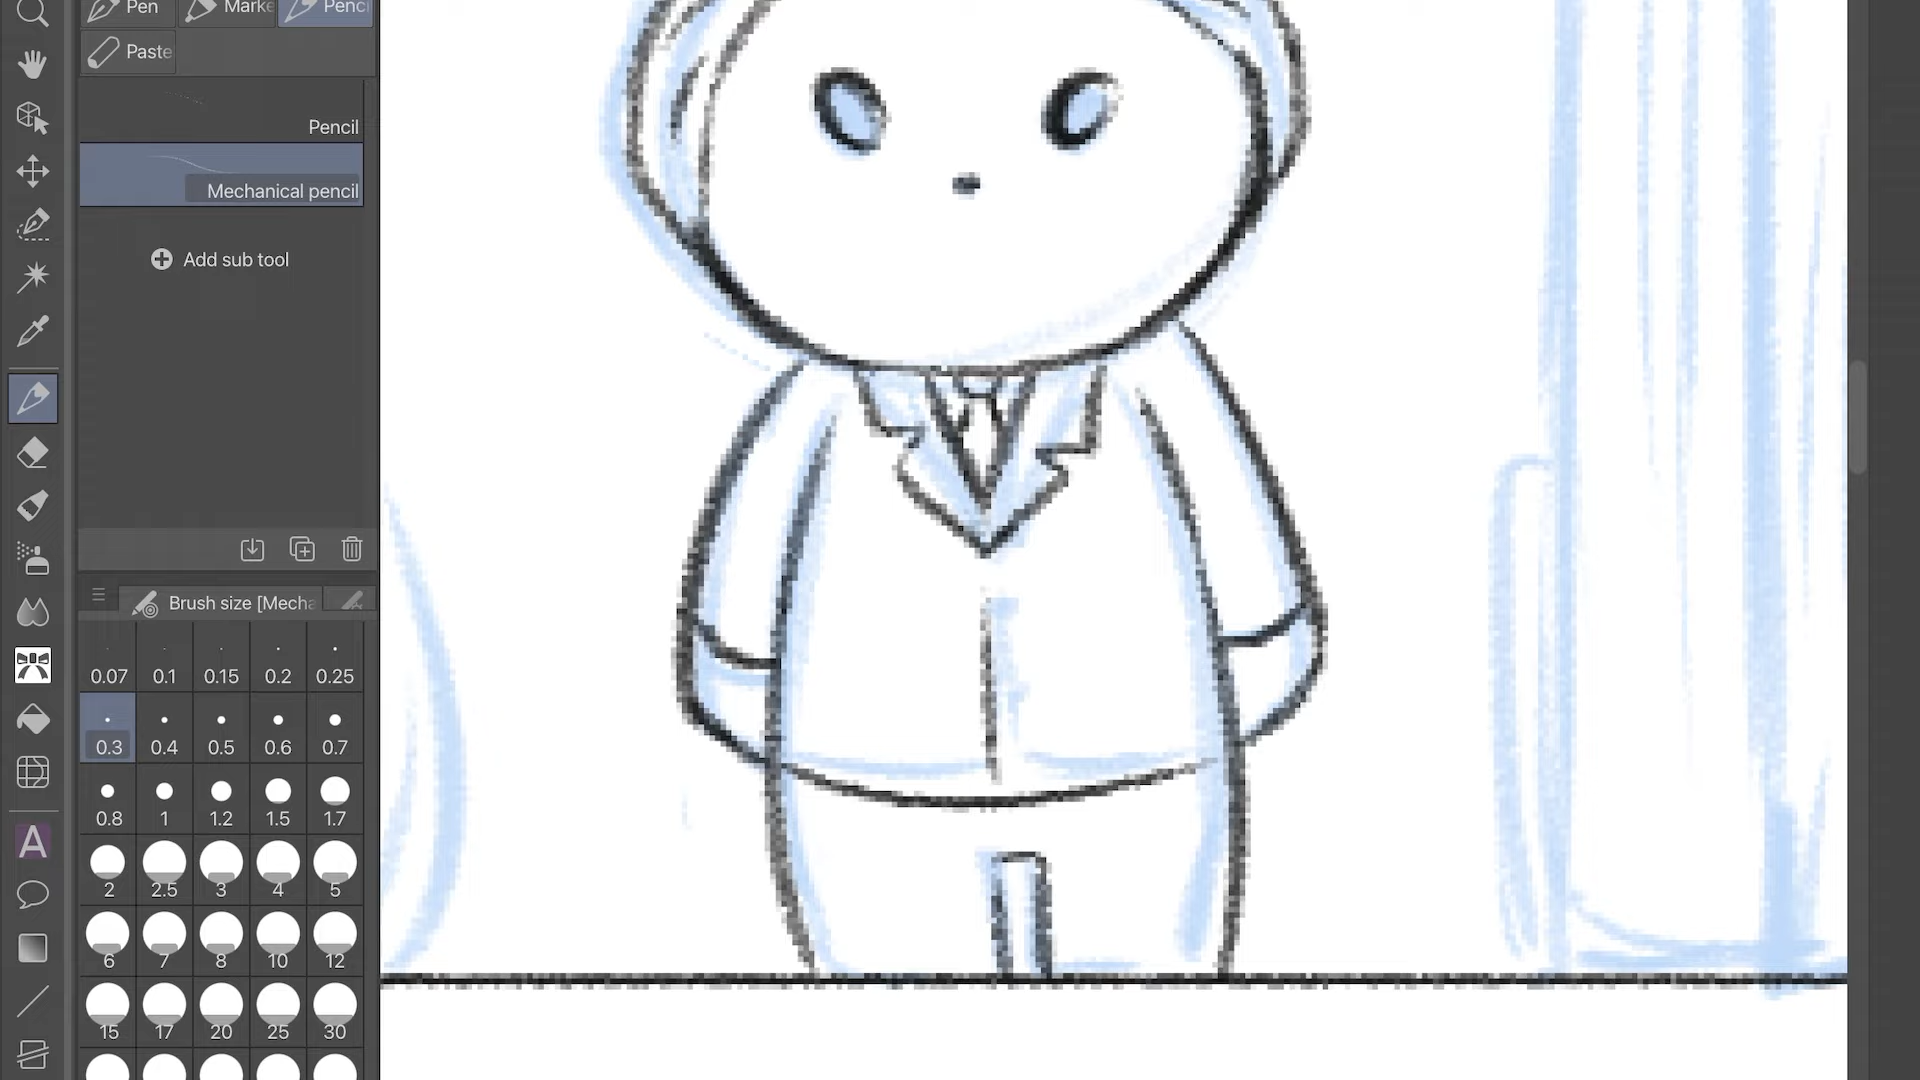 Pen Marke Penci
Paste
Pencil
Mechanical pencil
Add sub tool
Brush size [Mecha
0.07 0.1 0.15 0.2 0.25
0.3 0.4 0.5 0.6 0.7
0.8 1 1.2 1.5 1.7
2 2.5 3 4 5
6 7 8 10 12
15 17 20 25 30
A